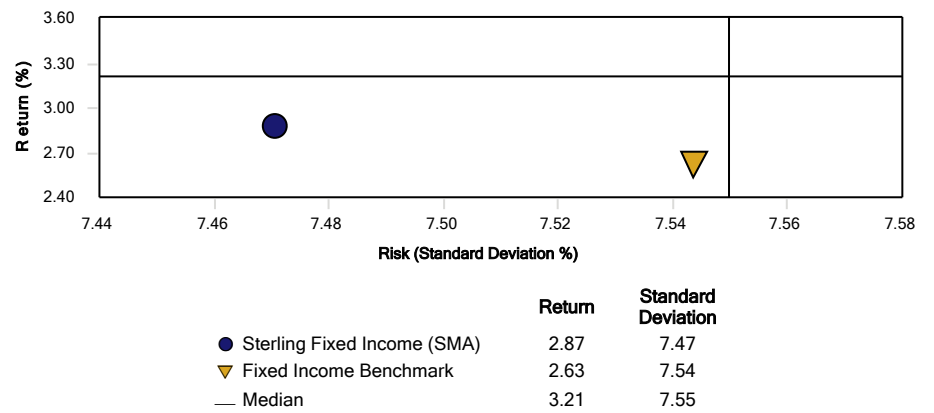 3.60
3.30
3.00
2.70
2.40
Return (%)
7.44 7.46 7.48 7.50 7.52 7.54 7.56 7.58
Risk (Standard Deviation %)
Return Standard Deviation
Sterling Fixed Income (SMA) 2.87 7.47
Fixed Income Benchmark 2.63 7.54
Median 3.21 7.55